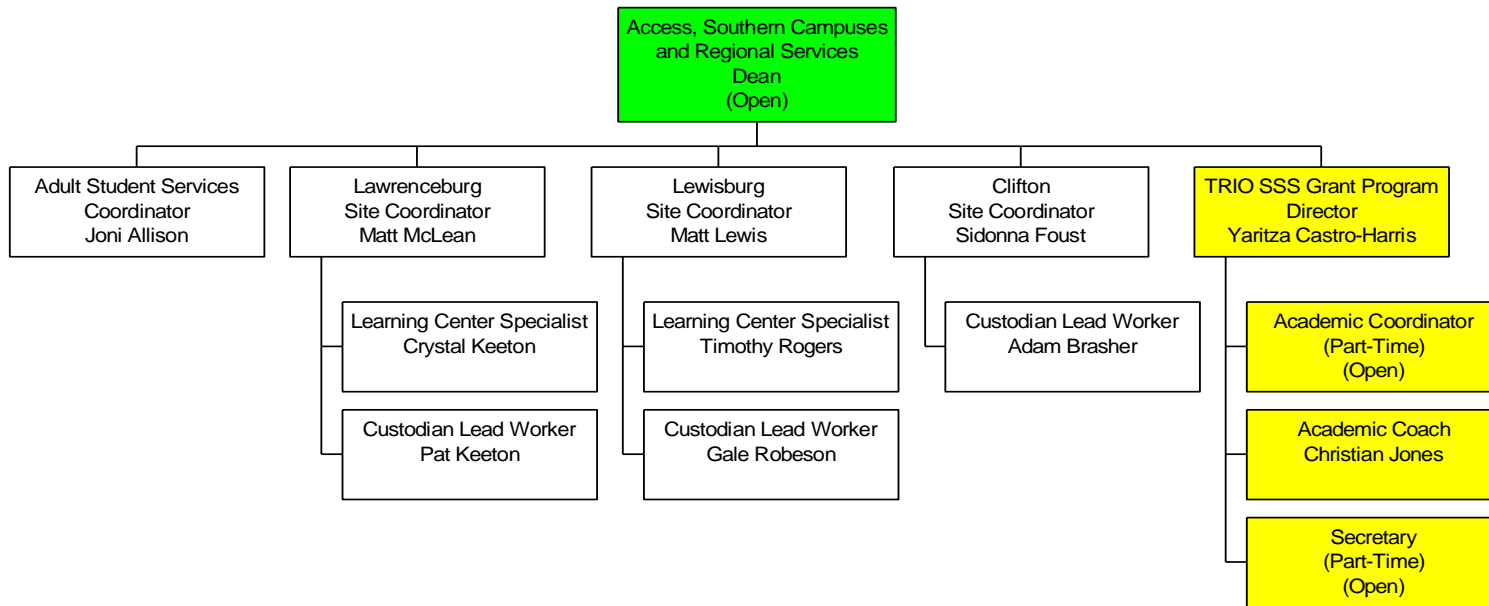 Access, Southern Campuses
and Regional Services
Dean
(Open)
Adult Student Services
Coordinator
Joni Allison
Lawrenceburg
Site Coordinator
Matt McLean
Lewisburg
Site Coordinator
Matt Lewis
Clifton
Site Coordinator
Sidonna Foust
TRIO SSS Grant Program
Director
Yaritza Castro-Harris
Learning Center Specialist
Crystal Keeton
Learning Center Specialist
Timothy Rogers
Custodian Lead Worker
Adam Brasher
Academic Coordinator
(Part-Time)
(Open)
Custodian Lead Worker
Pat Keeton
Custodian Lead Worker
Gale Robeson
Academic Coach
Christian Jones
Secretary
(Part-Time)
(Open)